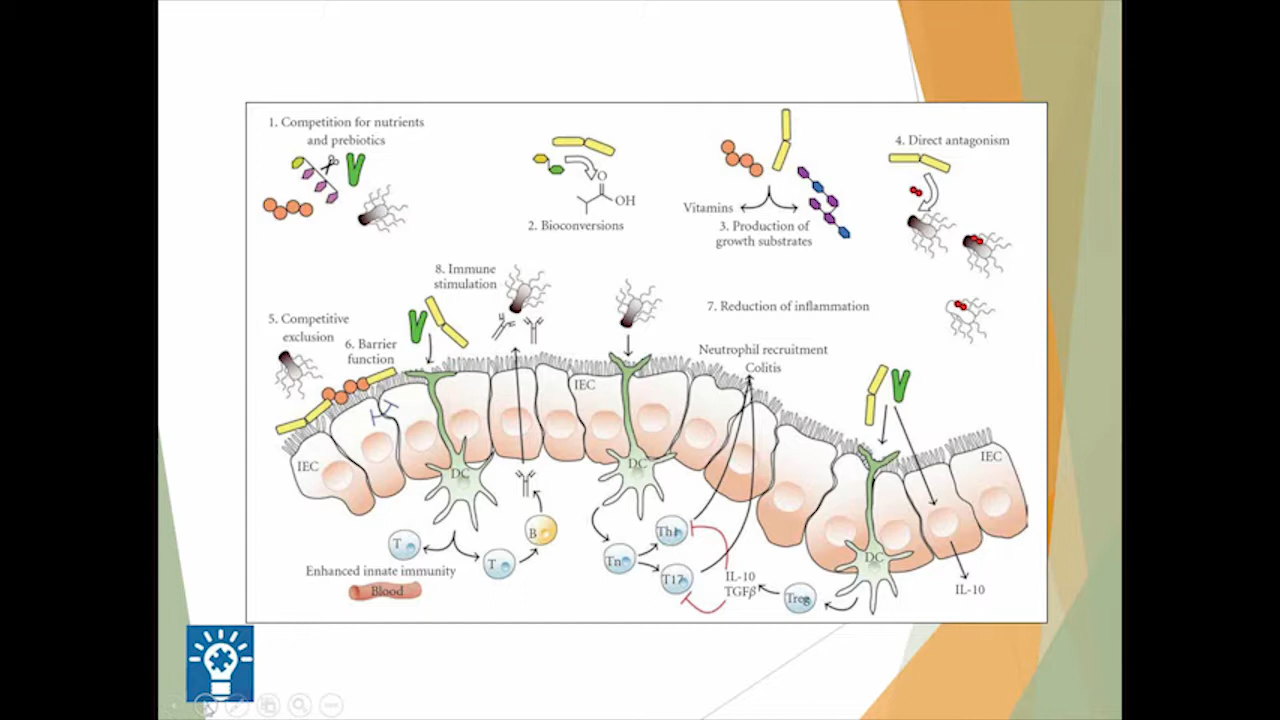 1. Competition for nutrients
and prebiotics
O
OH
2. Bioconversions
Vitamins
3. Production of
growth substrates
4. Direct antagonism
5. Competitive
exclusion
6. Barrier
function
8. Immune
stimulation
7. Reduction of inflammation
Neutrophil recruitment
Colitis
IEC
IEC
IEC
DC
DC
DC
T
T
B
Enhanced innate immunity
Blood
Tn
Th1
T17
IL-10
TGFβ
Treg
IL-10